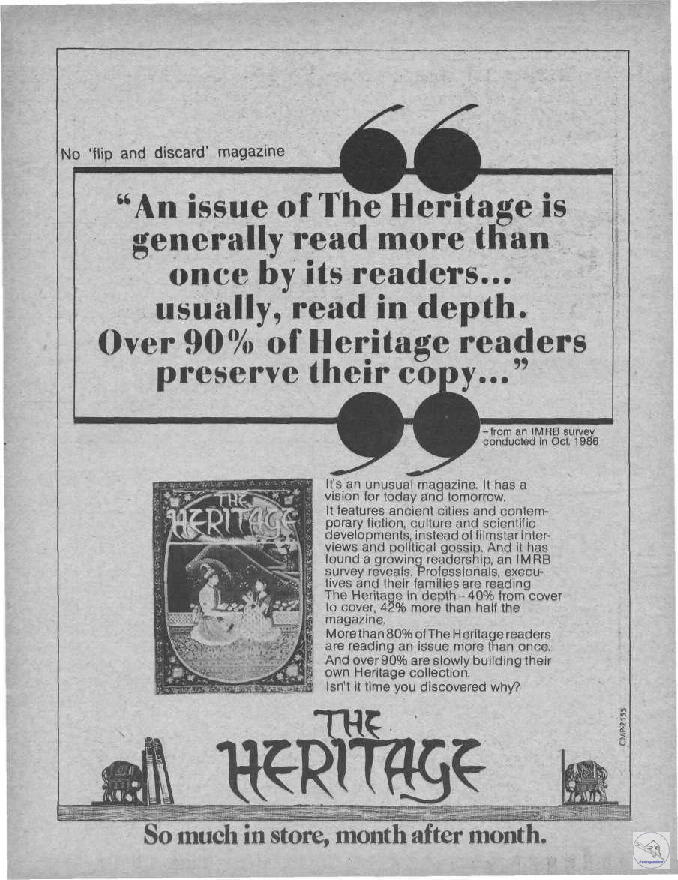 No 'flip and discard' magazine
“An issue of The Heritage is
generally read more than
once by its readers...
usually, read in depth.
Over 90% of Heritage readers
preserve their copy...”
–from an IMRB survey
conducted in Oct. 1986
THE
HERITAGE
It's an unusual magazine. It has a
vision for today and tomorrow.
It features ancient cities and contem-
porary fiction, culture and scientific
developments, instead of filmstar inter-
views and political gossip. And it has
found a growing readership, an IMRB
survey reveals. Professionals, execu-
tives and their families are reading
The Heritage in depth – 40% from cover
to cover, 42% more than half the
magazine.
More than 80% of The Heritage readers
are reading an issue more than once.
And over 90% are slowly building their
own Heritage collection.
Isn't it time you discovered why?
THE
HERITAGE
So much in store, month after month.